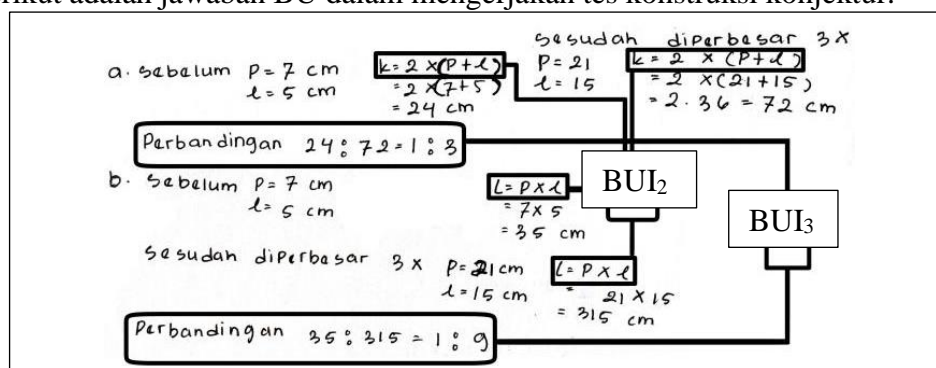 rikut adalah jawaban BU dalam mengerjakan tes konstruksi konjektur.
sesudah diperbesar 3x
a. sebelum P = 7 cm
l = 5 cm
k = 2 x (P + l)
= 2 x (7+5)
= 24 cm
P = 21
l = 15
k = 2 x (P + l)
= 2 x (21+15)
= 2 . 36 = 72 cm
Perbandingan 24 : 72 = 1 : 3
b. sebelum P = 7 cm
l = 5 cm
L = P x l
= 7 x 5
= 35 cm
BUI₂
BUI₃
sesudah diperbesar 3x P = 21 cm
l = 15 cm
L = P x l
= 21 x 15
= 315 cm
Perbandingan 35 : 315 = 1 : 9